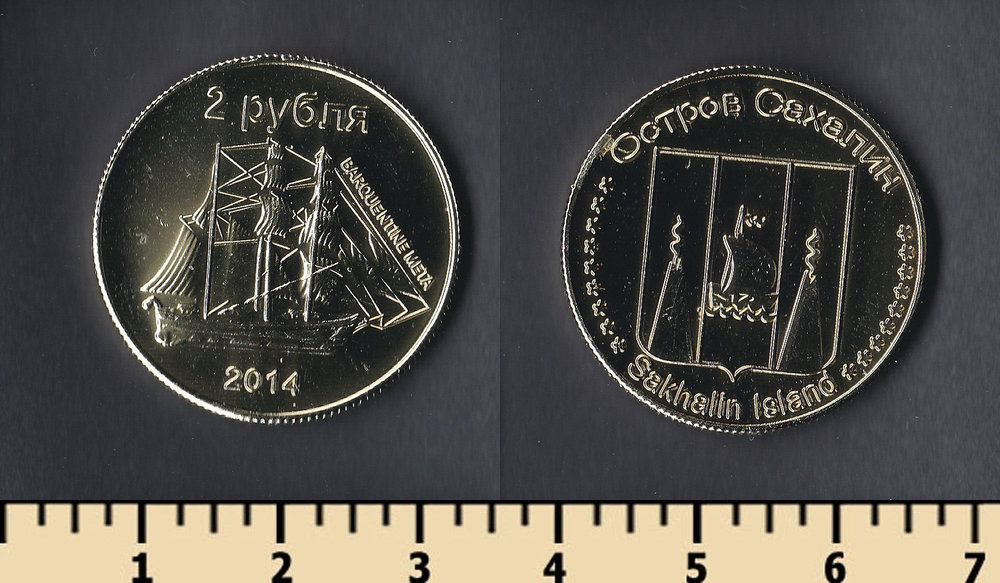 2 рубля
BARQUENTINE META
2014
Остров Сахалин
Sakhalin Island
1 2 3 4 5 6 7